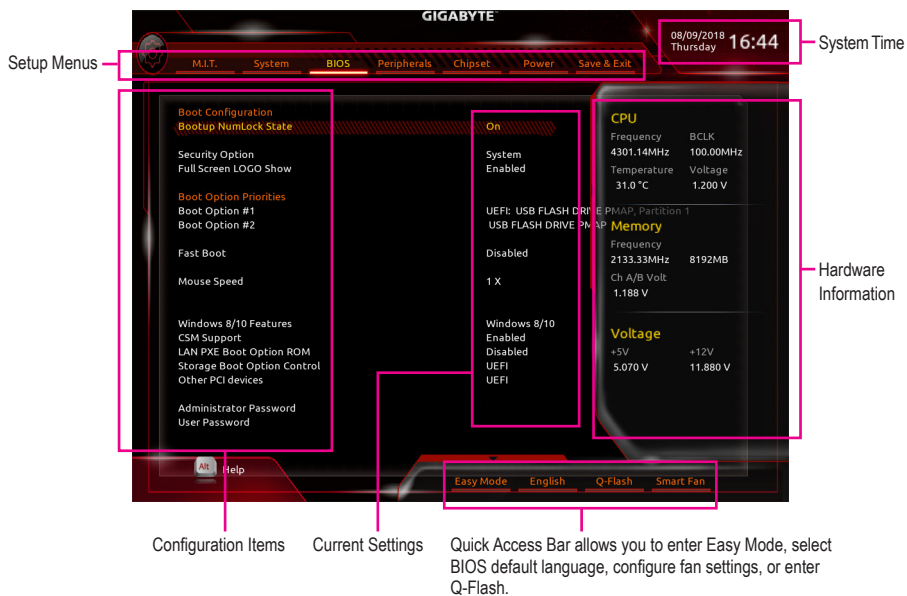 GIGABYTE™
08/09/2018
Thursday
16:44
System Time
Setup Menus
M.I.T. System BIOS Peripherals Chipset Power Save & Exit
Boot Configuration
Bootup NumLock State On
Security Option System
Full Screen LOGO Show Enabled
Boot Option Priorities
Boot Option #1 UEFI: USB FLASH DRIVE PMAP, Partition 1
Boot Option #2 USB FLASH DRIVE PMAP
Fast Boot Disabled
Mouse Speed 1 X
Windows 8/10 Features Windows 8/10
CSM Support Enabled
LAN PXE Boot Option ROM Disabled
Storage Boot Option Control UEFI
Other PCI devices UEFI
Administrator Password
User Password
CPU
Frequency BCLK
4301.14MHz 100.00MHz
Temperature Voltage
31.0 °C 1.200 V
Memory
Frequency
2133.33MHz 8192MB
Ch A/B Volt
1.188 V
Voltage
+5V +12V
5.070 V 11.880 V
Hardware
Information
Alt Help
Easy Mode English Q-Flash Smart Fan
Configuration Items
Current Settings
Quick Access Bar allows you to enter Easy Mode, select
BIOS default language, configure fan settings, or enter
Q-Flash.